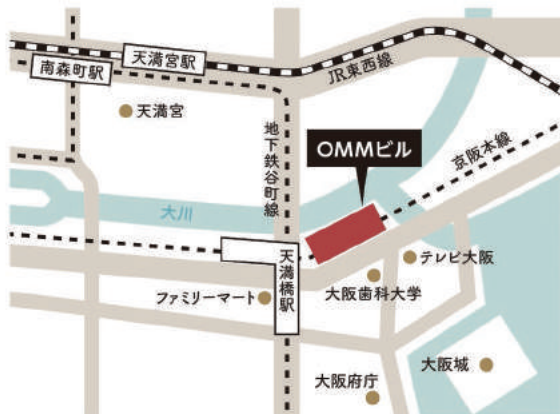 天満宮駅
南森町駅
JR東西線
天満宮
地下鉄谷町線
OMMビル
京阪本線
大川
天満橋駅
テレビ大阪
大阪歯科大学
ファミリーマート
大阪城
大阪府庁